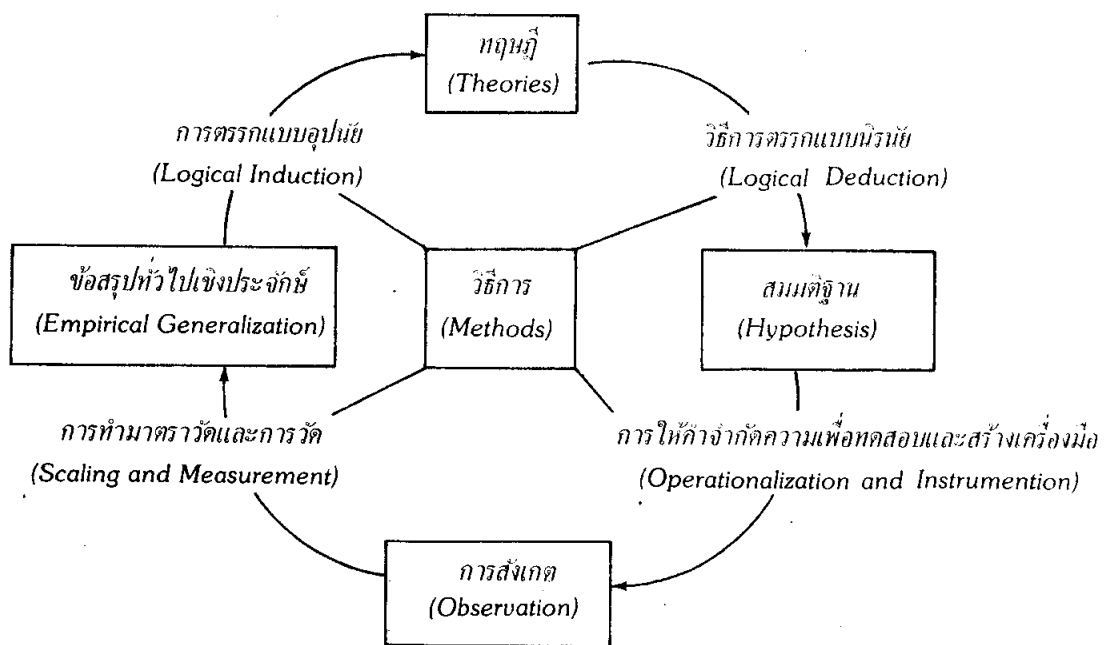 ทฤษฎี
(Theories)
การตรรกแบบอุปนัย
(Logical Induction)
วิธีการตรรกแบบนิรนัย
(Logical Deduction)
ข้อสรุปทั่วไปเชิงประจักษ์
(Empirical Generalization)
วิธีการ
(Methods)
สมมติฐาน
(Hypothesis)
การทำมาตราวัดและการวัด
(Scaling and Measurement)
การให้คำจำกัดความเพื่อทดสอบและสร้างเครื่องมือ
(Operationalization and Instrumention)
การสังเกต
(Observation)